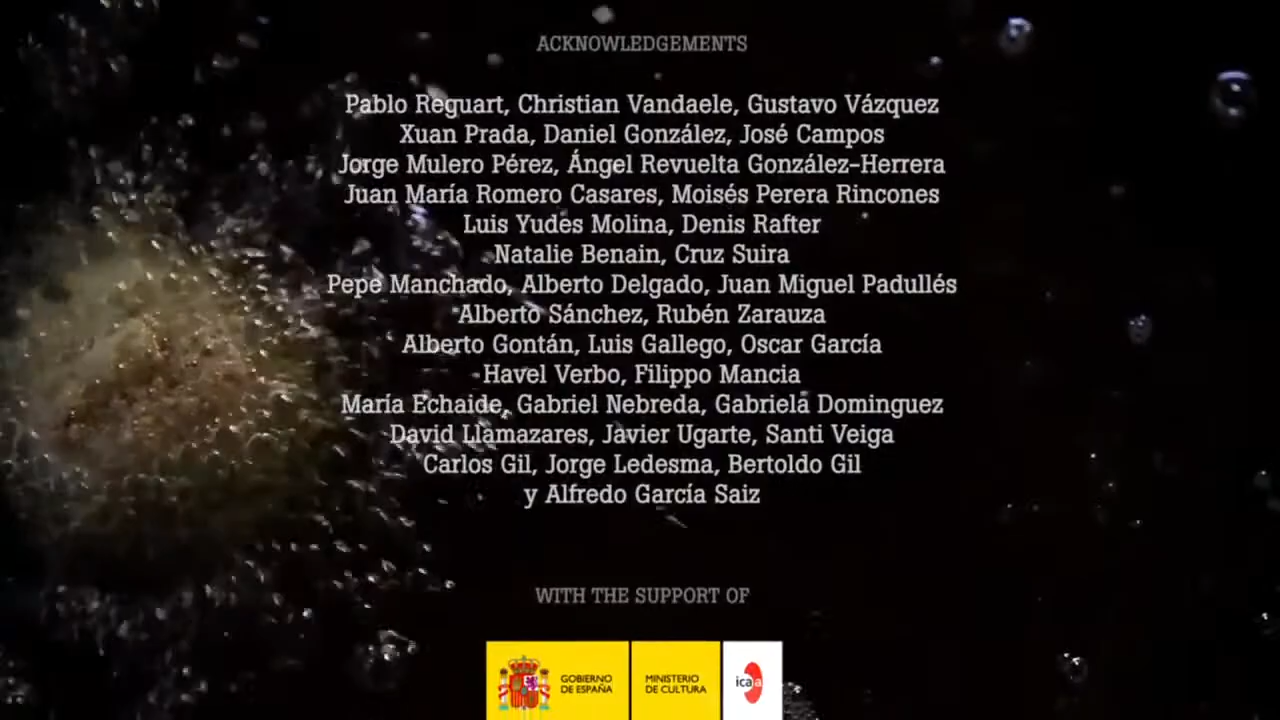 ACKNOWLEDGEMENTS
Pablo Reguart, Christian Vandaele, Gustavo Vázquez
Xuan Prada, Daniel González, José Campos
Jorge Mulero Pérez, Ángel Revuelta González-Herrera
Juan María Romero Casares, Moisés Perera Rincones
Luis Yudes Molina, Denis Rafter
Natalie Benain, Cruz Suira
Pepe Manchado, Alberto Delgado, Juan Miguel Padullés
Alberto Sánchez, Rubén Zarauza
Alberto Gontán, Luis Gallego, Oscar García
Havel Verbo, Filippo Mancia
María Echaide, Gabriel Nebreda, Gabriela Dominguez
David Llamazares, Javier Ugarte, Santi Veiga
Carlos Gil, Jorge Ledesma, Bertoldo Gil
y Alfredo García Saiz
WITH THE SUPPORT OF
GOBIERNO
DE ESPAÑA
MINISTERIO
DE CULTURA
icaa